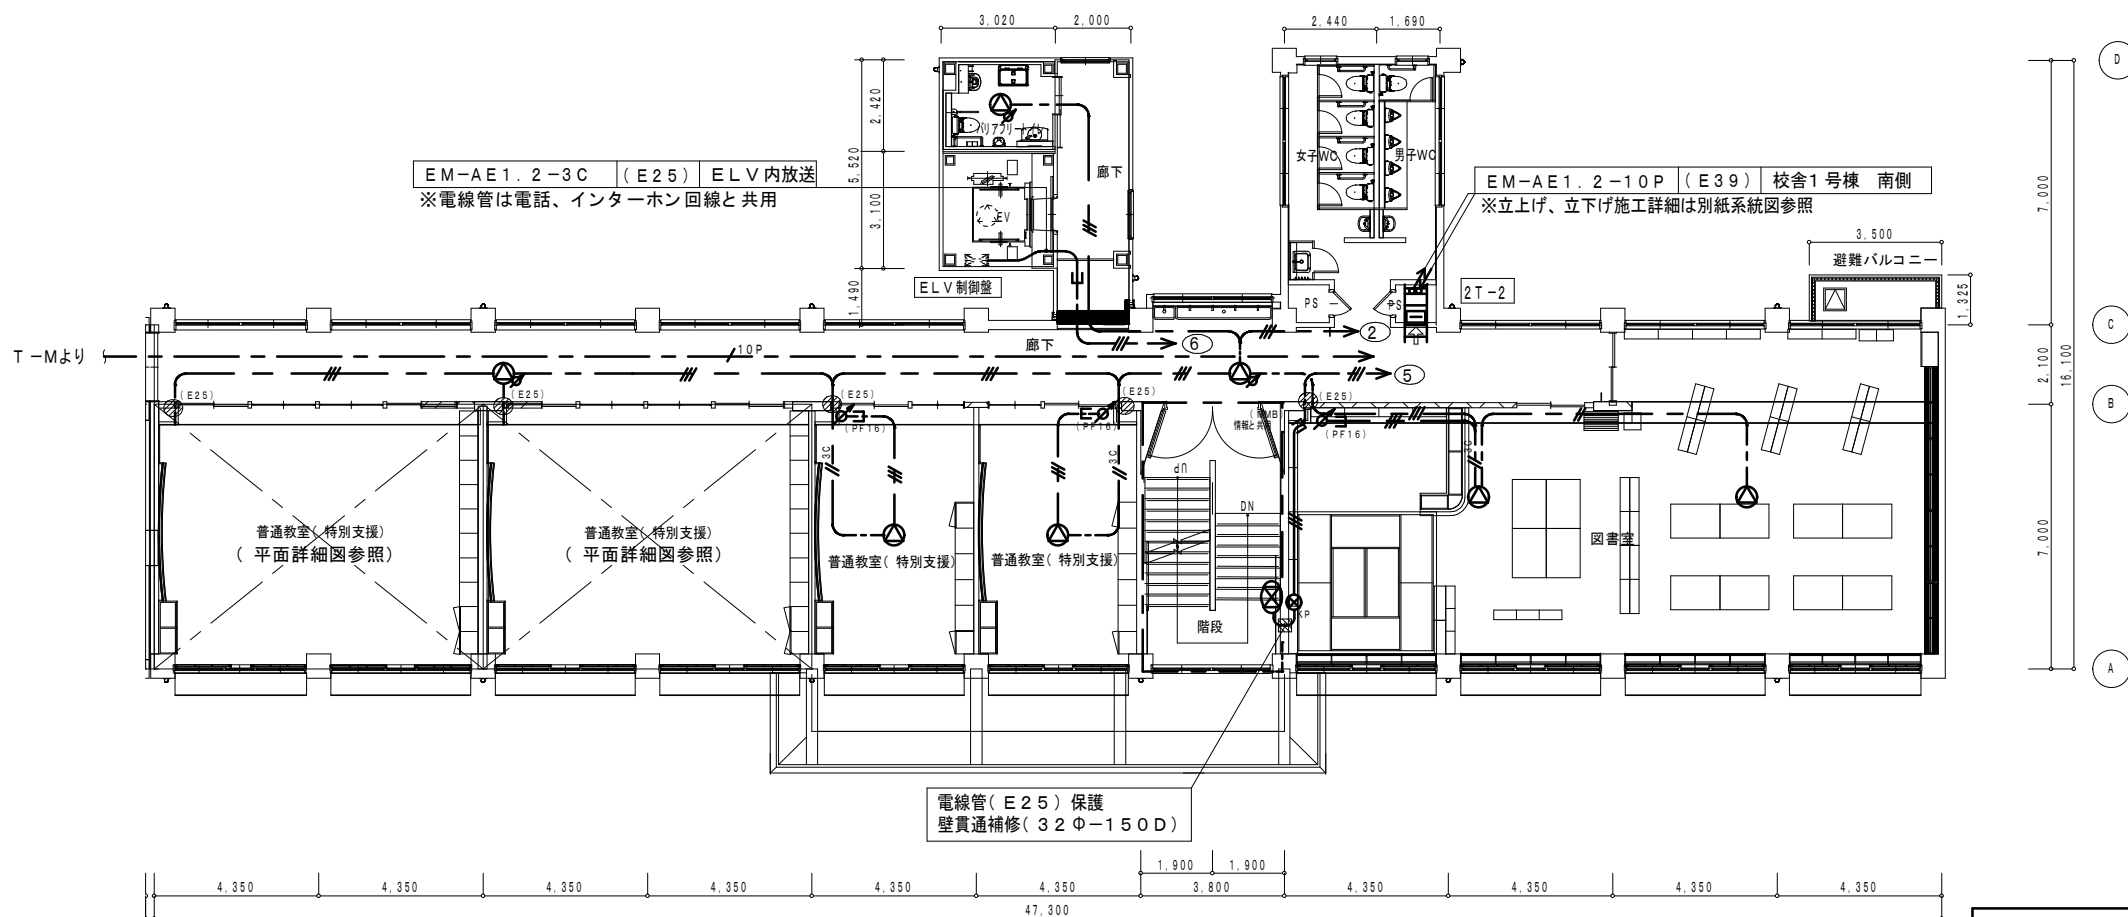 3,020
2,000
2,440
1,690
D
2,420
5,520
3,100
1,490
バリアフリートイレ
廊下
女子WC
男子WC
EM-AE1.2-3C (E25) ELV内放送
※電線管は電話、インターホン回線と共用
EM-AE1.2-10P (E39) 校舎1号棟 南側
※立上げ、立下げ施工詳細は別紙系統図参照
7,000
EV
3,500
避難バルコニー
ELV制御盤
PS
PS
2T-2
1,325
C
T-Mより
10P
廊下
6
2
5
2,100
16,100
(E25)
(E25)
(E25)
(E25)
(E25)
B
(PF16)
(PF16)
情報と共用
(PF16)
3C
3C
UP
DN
普通教室(特別支援)
(平面詳細図参照)
普通教室(特別支援)
(平面詳細図参照)
普通教室(特別支援)
普通教室(特別支援)
図書室
7,000
KP
階段
A
電線管(E25)保護
壁貫通補修(32Φ-150D)
1,900
1,900
4,350
4,350
4,350
4,350
4,350
4,350
3,800
4,350
4,350
4,350
4,350
47,300